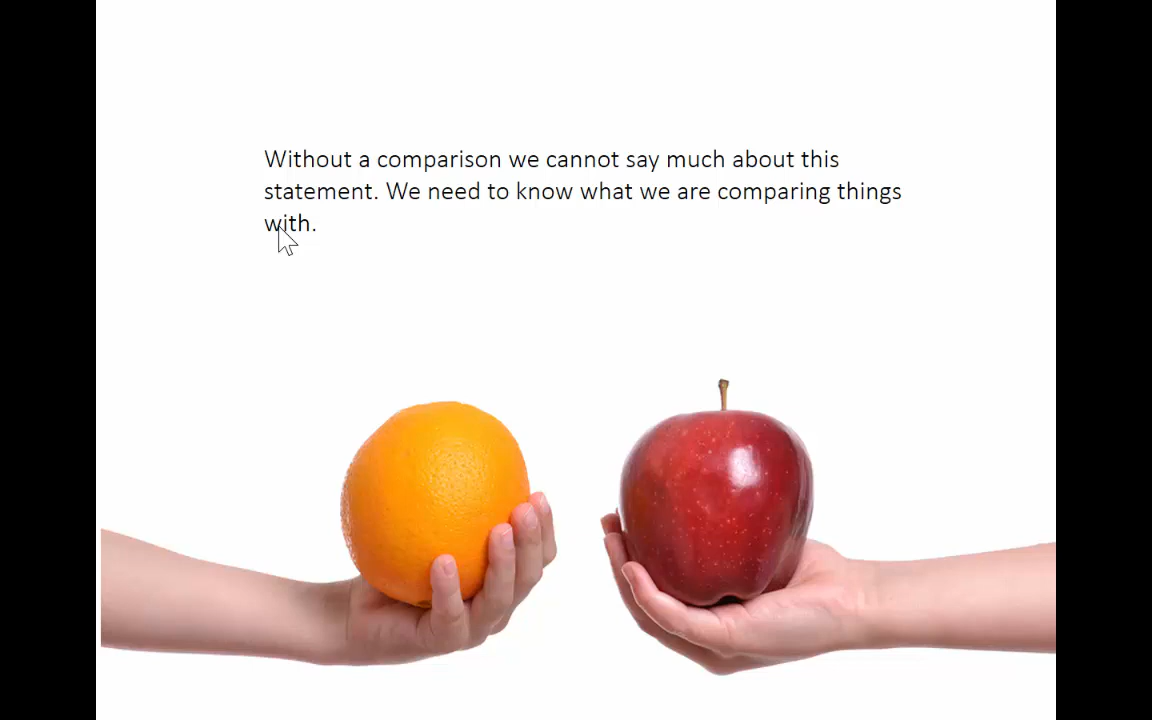 Without a comparison we cannot say much about this
statement. We need to know what we are comparing things
with.